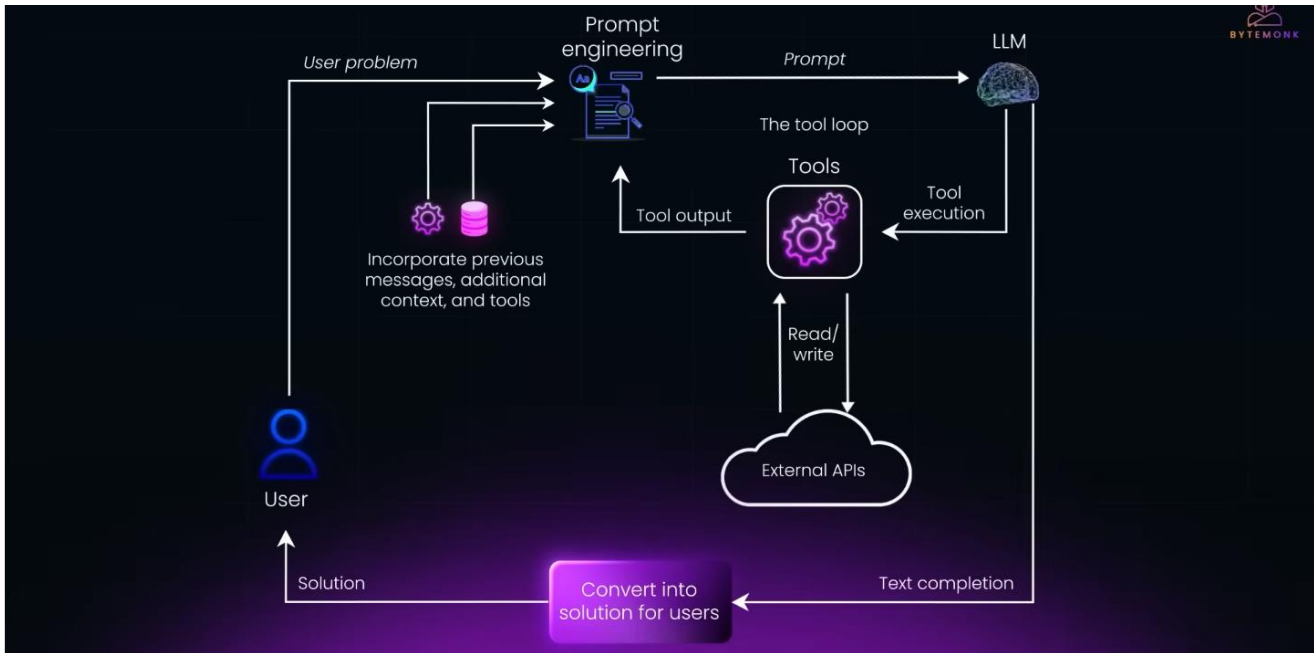 BYTEMONK
Prompt
engineering
LLM
User problem
Prompt
Aa
The tool loop
Tools
Tool
execution
Tool output
Incorporate previous
messages, additional
context, and tools
Read/
write
External APIs
User
Solution
Convert into
solution for users
Text completion